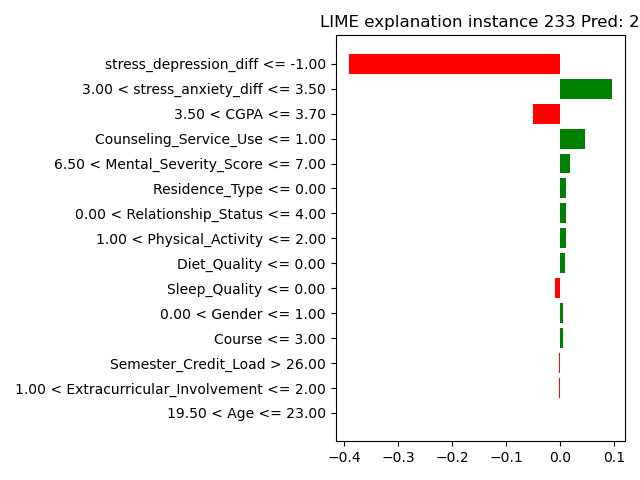 LIME explanation instance 233 Pred: 2
stress_depression_diff <= -1.00
3.00 < stress_anxiety_diff <= 3.50
3.50 < CGPA <= 3.70
Counseling_Service_Use <= 1.00
6.50 < Mental_Severity_Score <= 7.00
Residence_Type <= 0.00
0.00 < Relationship_Status <= 4.00
1.00 < Physical_Activity <= 2.00
Diet_Quality <= 0.00
Sleep_Quality <= 0.00
0.00 < Gender <= 1.00
Course <= 3.00
Semester_Credit_Load > 26.00
1.00 < Extracurricular_Involvement <= 2.00
19.50 < Age <= 23.00
−0.4 −0.3 −0.2 −0.1 0.0 0.1